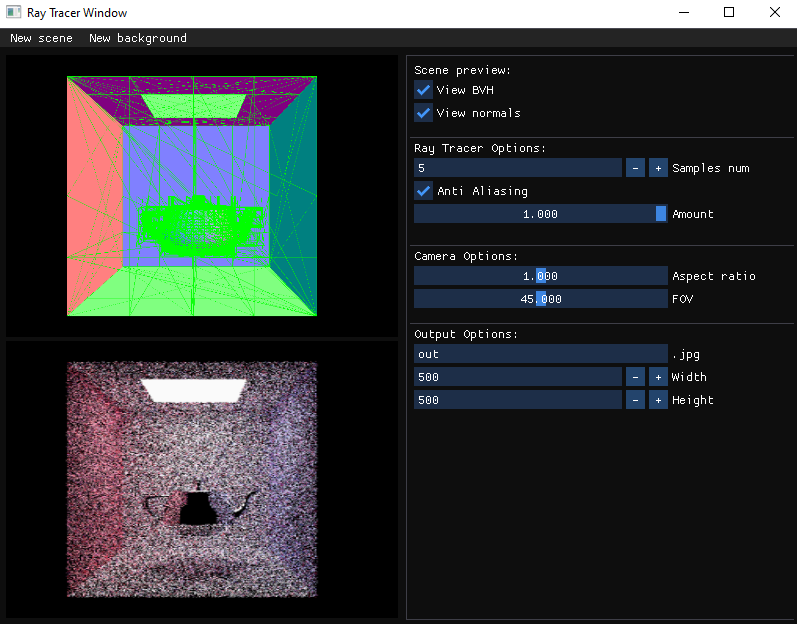 Ray Tracer Window
New scene New background
Scene preview:
View BVH
View normals
Ray Tracer Options:
5 - + Samples num
Anti Aliasing
1.000 Amount
Camera Options:
1.000 Aspect ratio
45.000 FOV
Output Options:
out .jpg
500 - + Width
500 - + Height